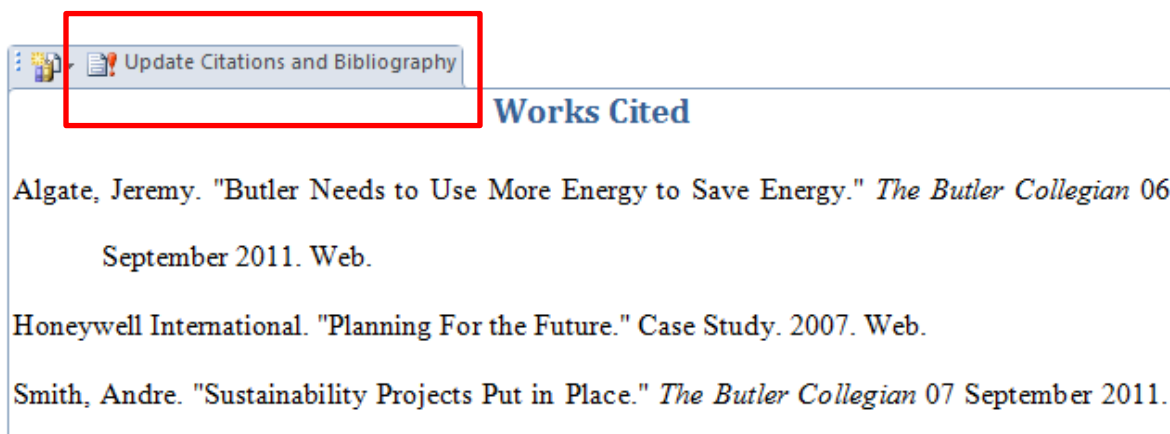 Update Citations and Bibliography
Works Cited
Algate, Jeremy. "Butler Needs to Use More Energy to Save Energy." The Butler Collegian 06
September 2011. Web.
Honeywell International. "Planning For the Future." Case Study. 2007. Web.
Smith, Andre. "Sustainability Projects Put in Place." The Butler Collegian 07 September 2011.